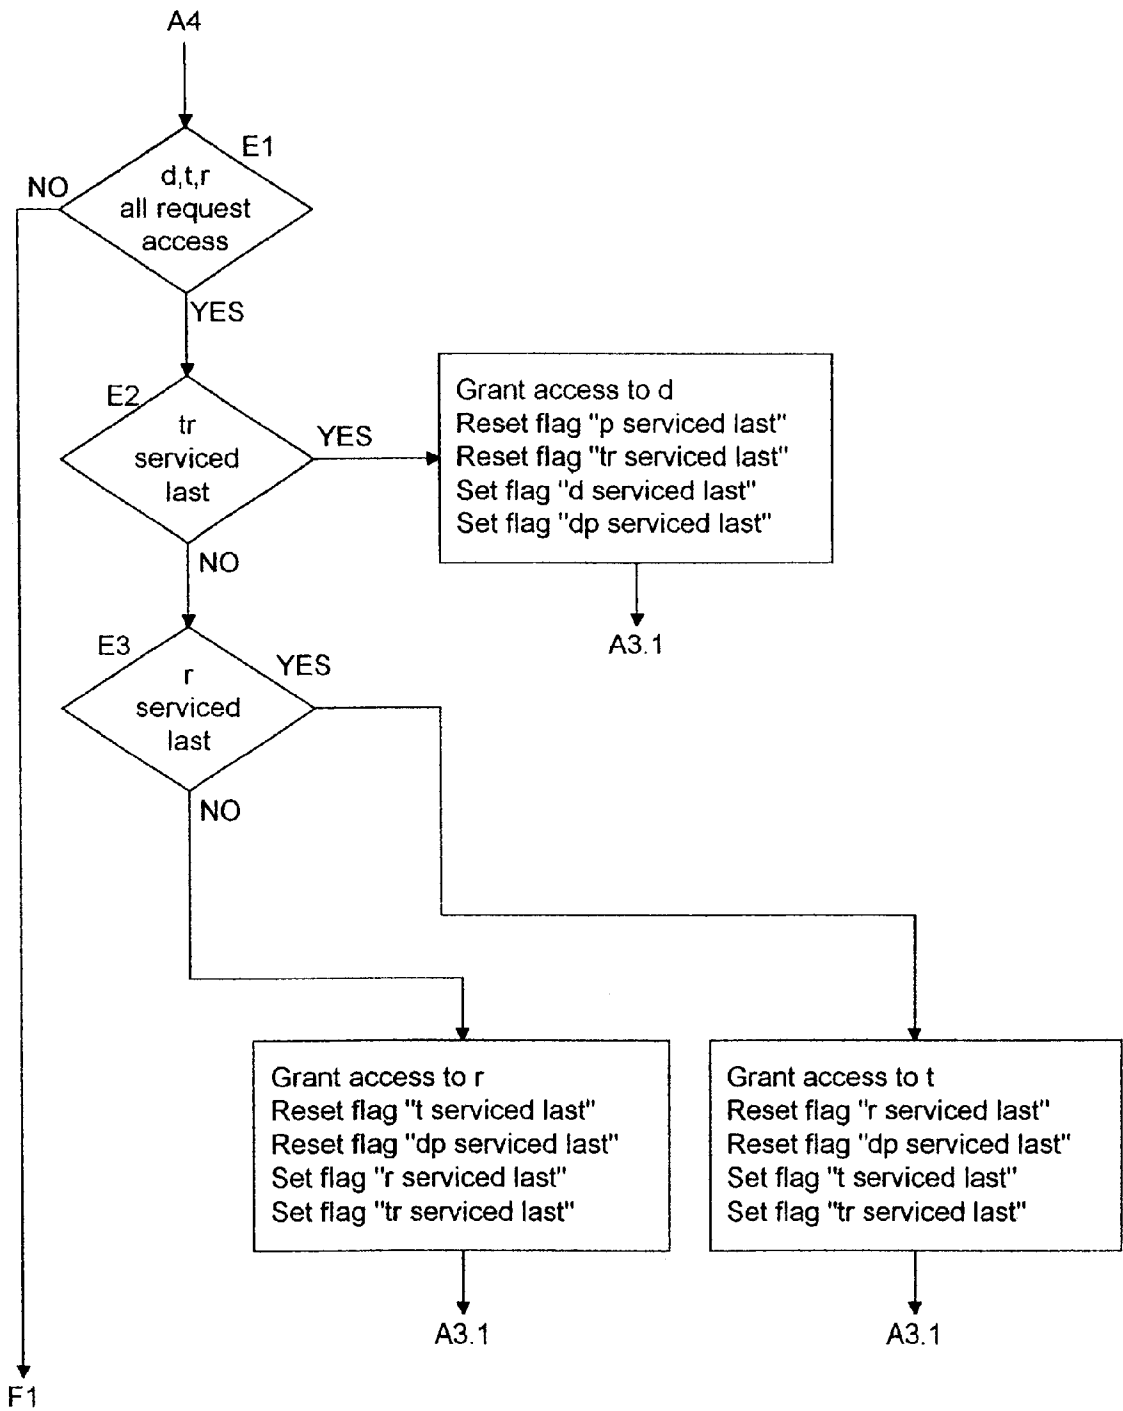 A4
E1
d,t,r
all request
access
NO
YES
E2
tr
serviced
last
YES
NO
Grant access to d
Reset flag "p serviced last"
Reset flag "tr serviced last"
Set flag "d serviced last"
Set flag "dp serviced last"
A3.1
E3
r
serviced
last
YES
NO
Grant access to r
Reset flag "t serviced last"
Reset flag "dp serviced last"
Set flag "r serviced last"
Set flag "tr serviced last"
A3.1
Grant access to t
Reset flag "r serviced last"
Reset flag "dp serviced last"
Set flag "t serviced last"
Set flag "tr serviced last"
A3.1
F1